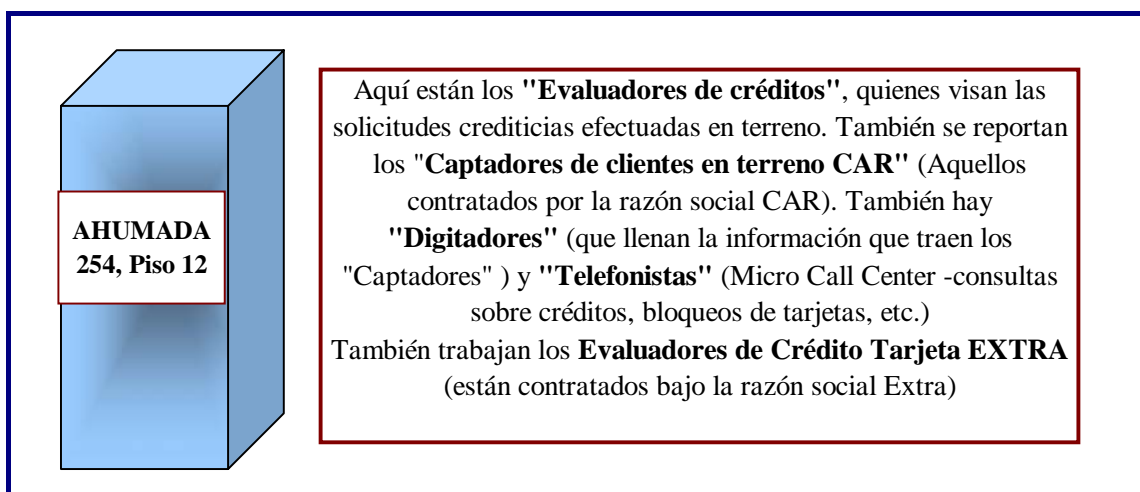 AHUMADA
254, Piso 12
Aquí están los "Evaluadores de créditos", quienes visan las
solicitudes crediticias efectuadas en terreno. También se reportan
los "Captadores de clientes en terreno CAR" (Aquellos
contratados por la razón social CAR). También hay
"Digitadores" (que llenan la información que traen los
"Captadores" ) y "Telefonistas" (Micro Call Center -consultas
sobre créditos, bloqueos de tarjetas, etc.)
También trabajan los Evaluadores de Crédito Tarjeta EXTRA
(están contratados bajo la razón social Extra)